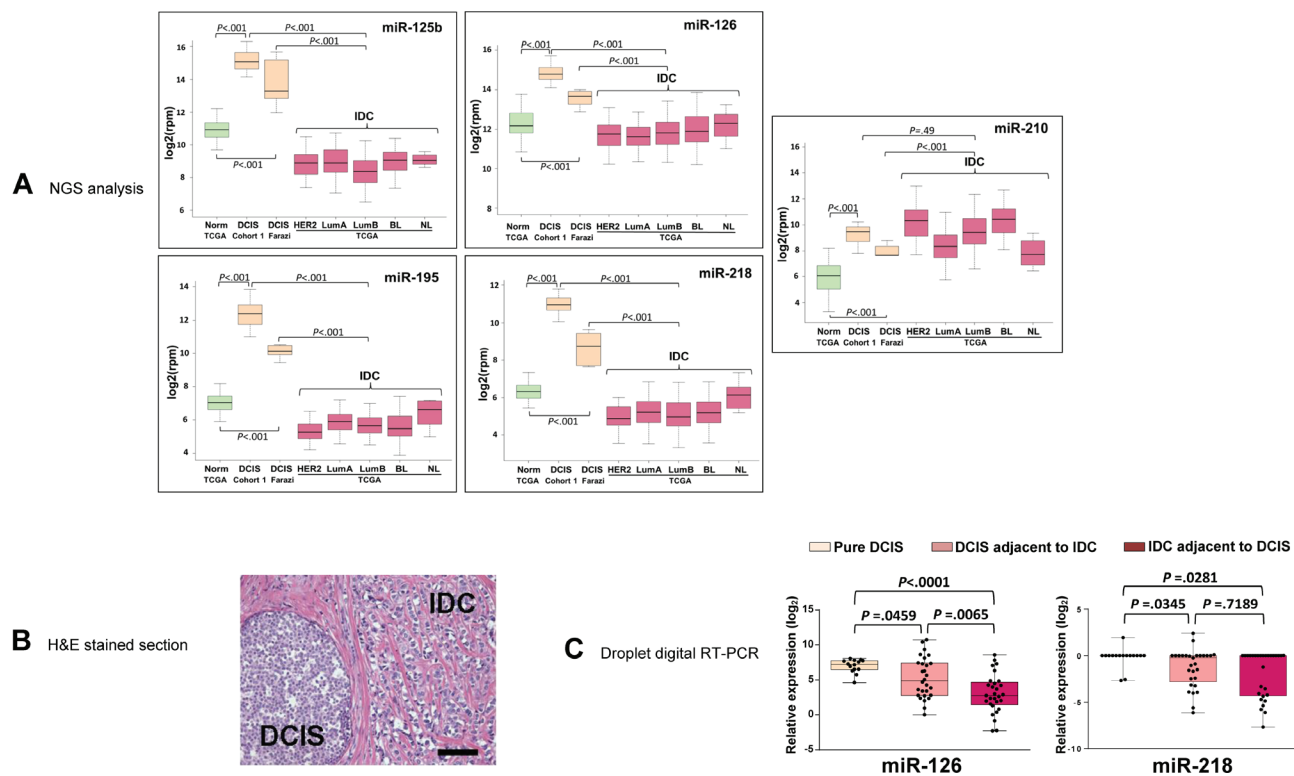 A NGS analysis
miR-125b
P<.001 P<.001
P<.001
IDC
P<.001
log2(rpm)
16
14
12
10
8
6
Norm DCIS DCIS HER2 LumA LumB BL NL
TCGA Cohort 1 Farazi TCGA
miR-126
P<.001 P<.001
P<.001
IDC
P<.001
log2(rpm)
16
14
12
10
8
Norm DCIS DCIS HER2 LumA LumB BL NL
TCGA Cohort 1 Farazi TCGA
miR-210
P=.49
P<.001
IDC
P<.001
P<.001
log2(rpm)
16
14
12
10
8
6
4
Norm DCIS DCIS HER2 LumA LumB BL NL
TCGA Cohort 1 Farazi TCGA
miR-195
P<.001 P<.001
P<.001
IDC
P<.001
log2(rpm)
14
12
10
8
6
4
Norm DCIS DCIS HER2 LumA LumB BL NL
TCGA Cohort 1 Farazi TCGA
miR-218
P<.001 P<.001
P<.001
IDC
P<.001
log2(rpm)
12
10
8
6
4
Norm DCIS DCIS HER2 LumA LumB BL NL
TCGA Cohort 1 Farazi TCGA
B H&E stained section
IDC
DCIS
C Droplet digital RT-PCR
Pure DCIS DCIS adjacent to IDC IDC adjacent to DCIS
P<.0001
P =.0459 P =.0065
Relative expression (log2)
15
10
5
0
-5
miR-126
P =.0281
P =.0345 P =.7189
Relative expression (log2)
5
0
-5
-10
miR-218